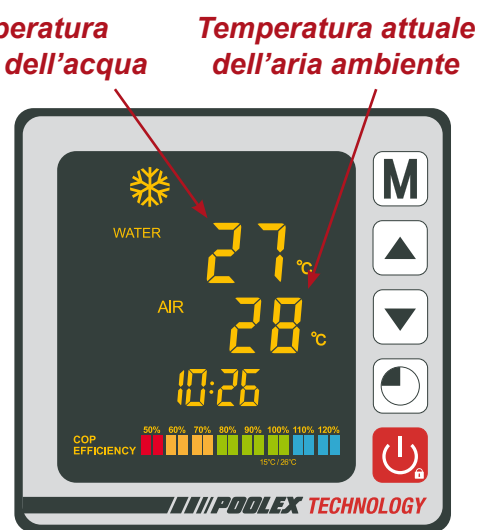 Temperatura attuale
dell'acqua
dell'aria ambiente
M
WATER
27 °C
AIR
28 °C
10:26
50% 60% 70% 80% 90% 100% 110% 120%
COP
EFFICIENCY
15°C / 26°C
POOLEX TECHNOLOGY